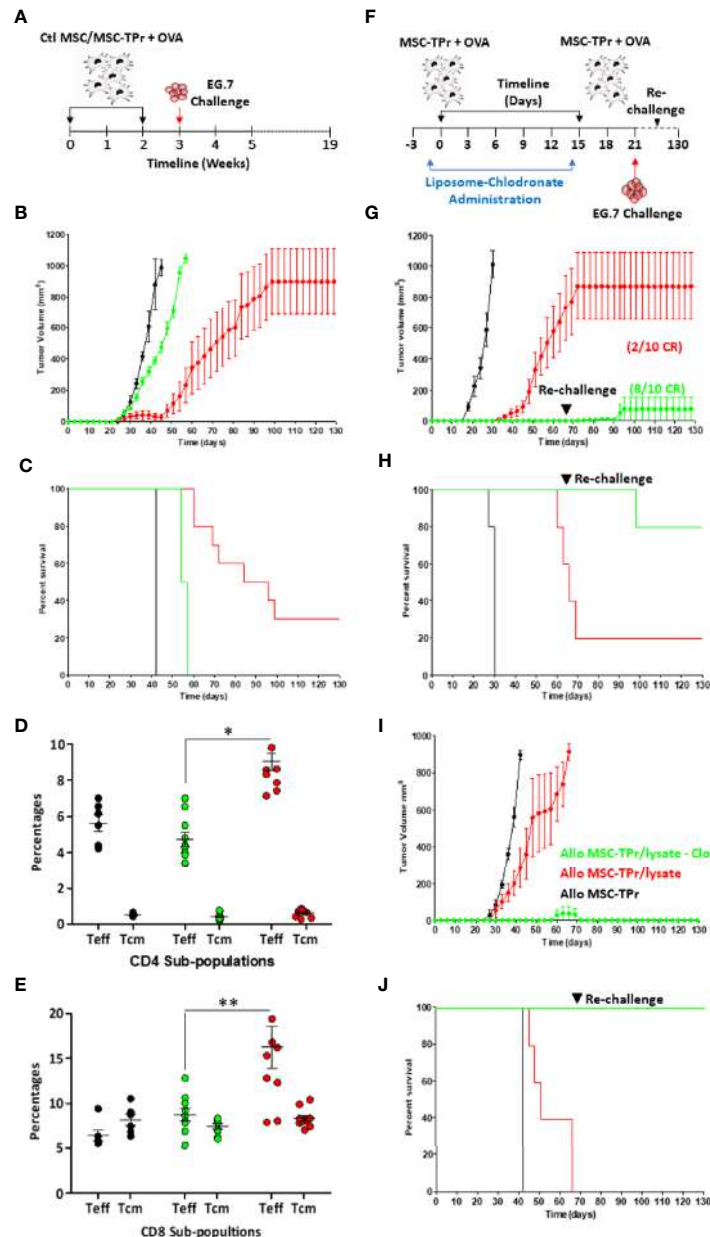 A
Ctl MSC/MSC-TPr + OVA
EG.7
Challenge
0 1 2 3 4 5 19
Timeline (Weeks)
F
MSC-TPr + OVA
MSC-TPr + OVA
Timeline
(Days)
Re-
challenge
-3 0 3 6 9 12 15 18 21 130
Liposome-Chlodronate
Administration
EG.7 Challenge
B
Tumor Volume (mm³)
1200
1000
800
600
400
200
0
0 10 20 30 40 50 60 70 80 90 100 110 120 130
Time (days)
G
Tumor volume (mm³)
1200
1000
800
600
400
200
0
(2/10 CR)
Re-challenge
(8/10 CR)
0 10 20 30 40 50 60 70 80 90 100 110 120 130
Time (days)
C
Percent survival
100
80
60
40
20
0
0 10 20 30 40 50 60 70 80 90 100 110 120 130
Time (days)
H
Re-challenge
Percent survival
100
80
60
40
20
0
0 10 20 30 40 50 60 70 80 90 100 110 120 130
Time (days)
D
Percentages
10
8
6
4
2
0
*
Teff Tcm Teff Tcm Teff Tcm
CD4 Sub-populations
I
Tumor Volume mm³
1000
800
600
400
200
0
Allo MSC-TPr/lysate - Clo
Allo MSC-TPr/lysate
Allo MSC-TPr
0 10 20 30 40 50 60 70 80 90 100 110 120 130
Time (days)
E
Percentages
20
15
10
5
0
**
Teff Tcm Teff Tcm Teff Tcm
CD8 Sub-popultions
J
Re-challenge
Percent survival
100
80
60
40
20
0
0 10 20 30 40 50 60 70 80 90 100 110 120 130
Time (days)